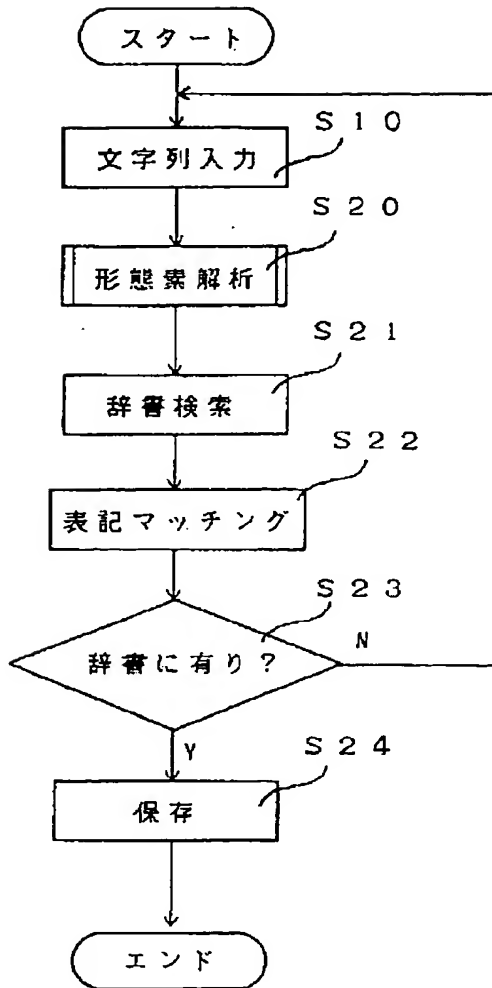 スタート
S10
文字列入力
S20
形態素解析
S21
辞書検索
S22
表記マッチング
S23
辞書に有り?
N
Y
S24
保存
エンド